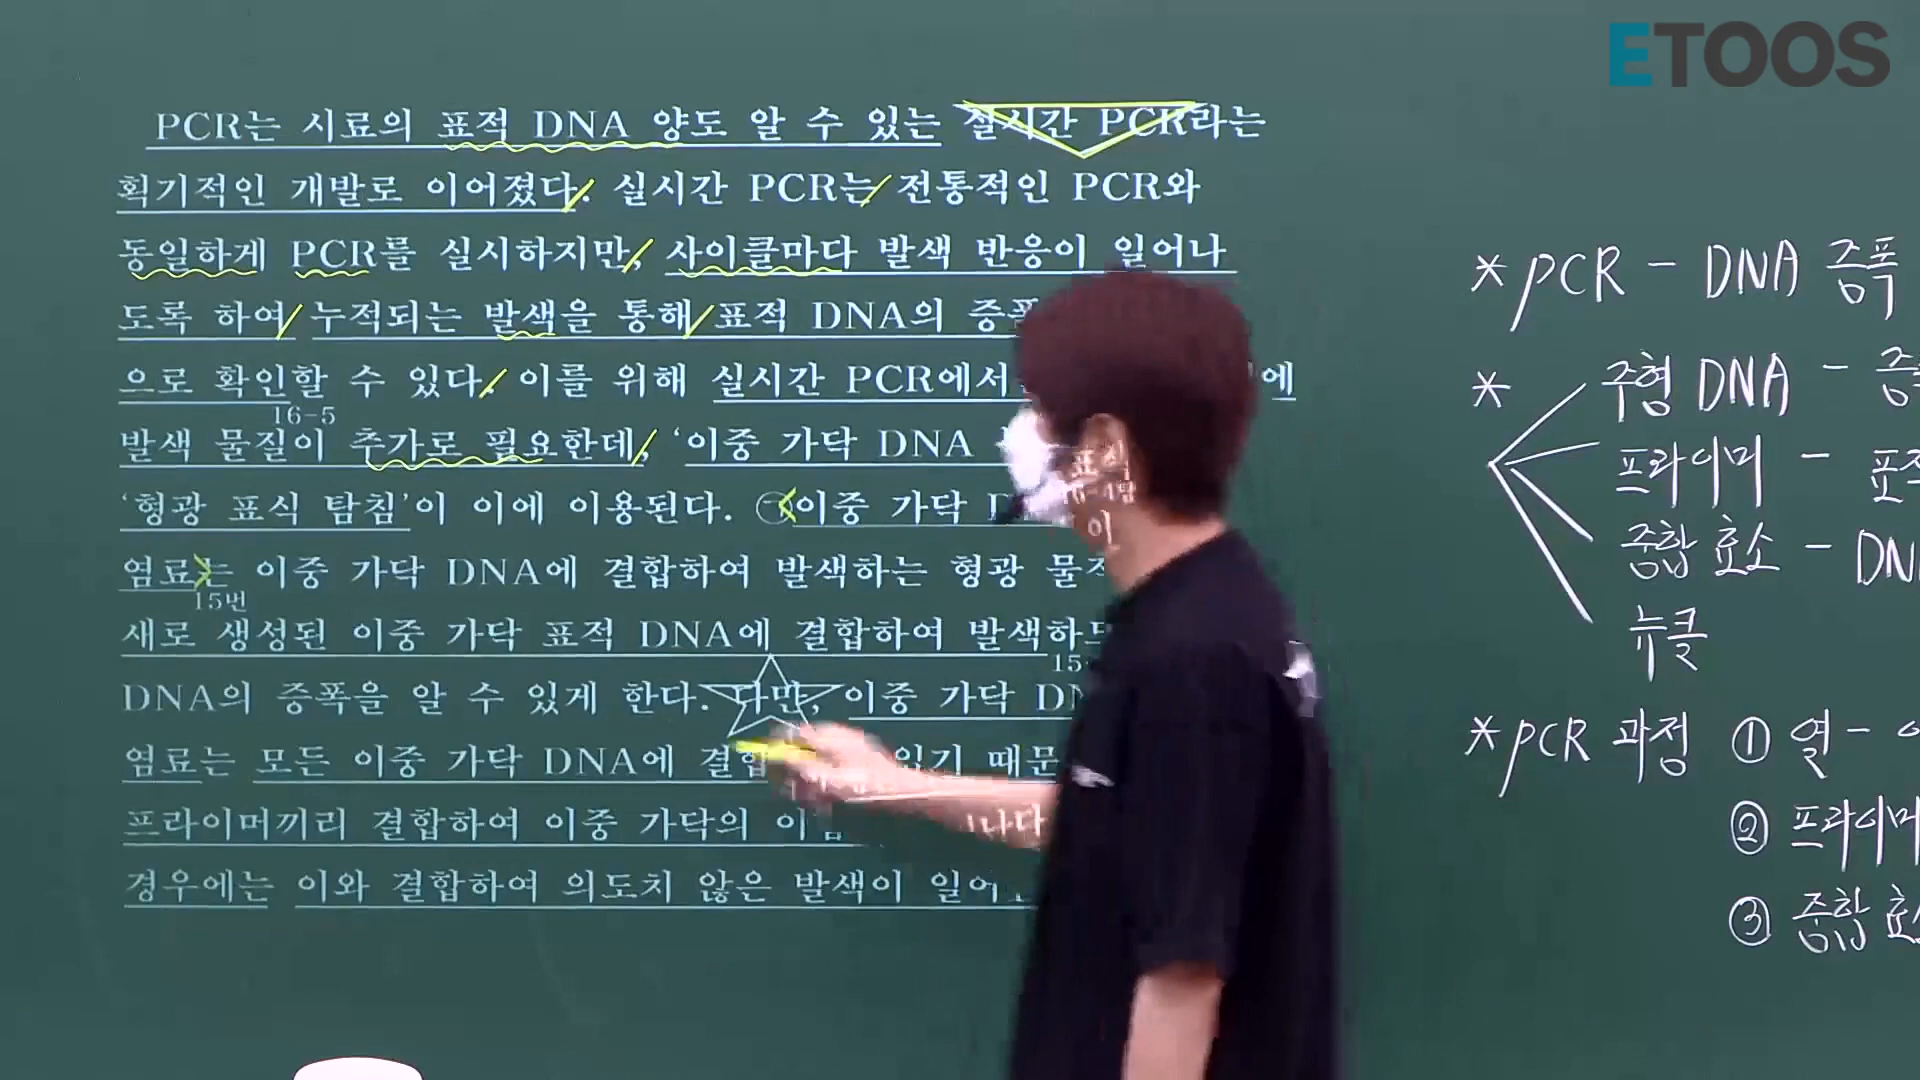 ETOOS
PCR는 시료의 표적 DNA 양도 알 수 있는 실시간 PCR라는
획기적인 개발로 이어졌다. 실시간 PCR는 전통적인 PCR와
동일하게 PCR를 실시하지만, 사이클마다 발색 반응이 일어나
도록 하여 누적되는 발색을 통해 표적 DNA의 증폭
으로 확인할 수 있다. 이를 위해 실시간 PCR에서 에
16-5
발색 물질이 추가로 필요한데, ‘이중 가닥 DNA
‘형광 표식 탐침’이 이에 이용된다. ㉠이중 가닥
염료는 이중 가닥 DNA에 결합하여 발색하는 형광
15번
새로 생성된 이중 가닥 표적 DNA에 결합하여 발색하므
15-
DNA의 증폭을 알 수 있게 한다. 다만, 이중 가닥
염료는 모든 이중 가닥 DNA에 결합 있기 때문
프라이머끼리 결합하여 이중 가닥의 나타
경우에는 이와 결합하여 의도치 않은 발색이 일어
표식
이
*PCR - DNA 증폭
* 주형 DNA -
프라이머 -
중합 효소 -
뉴클
*PCR 과정 ① 열 -
② 프라이머
③ 중합 효